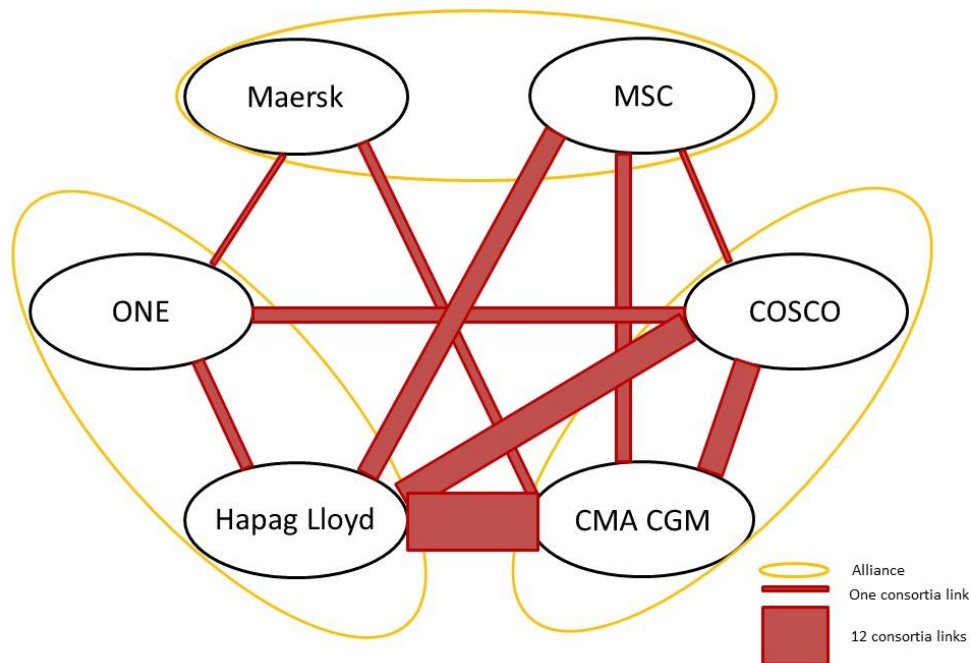 Maersk
MSC
ONE
COSCO
Hapag Lloyd
CMA CGM
Alliance
One consortia link
12 consortia links